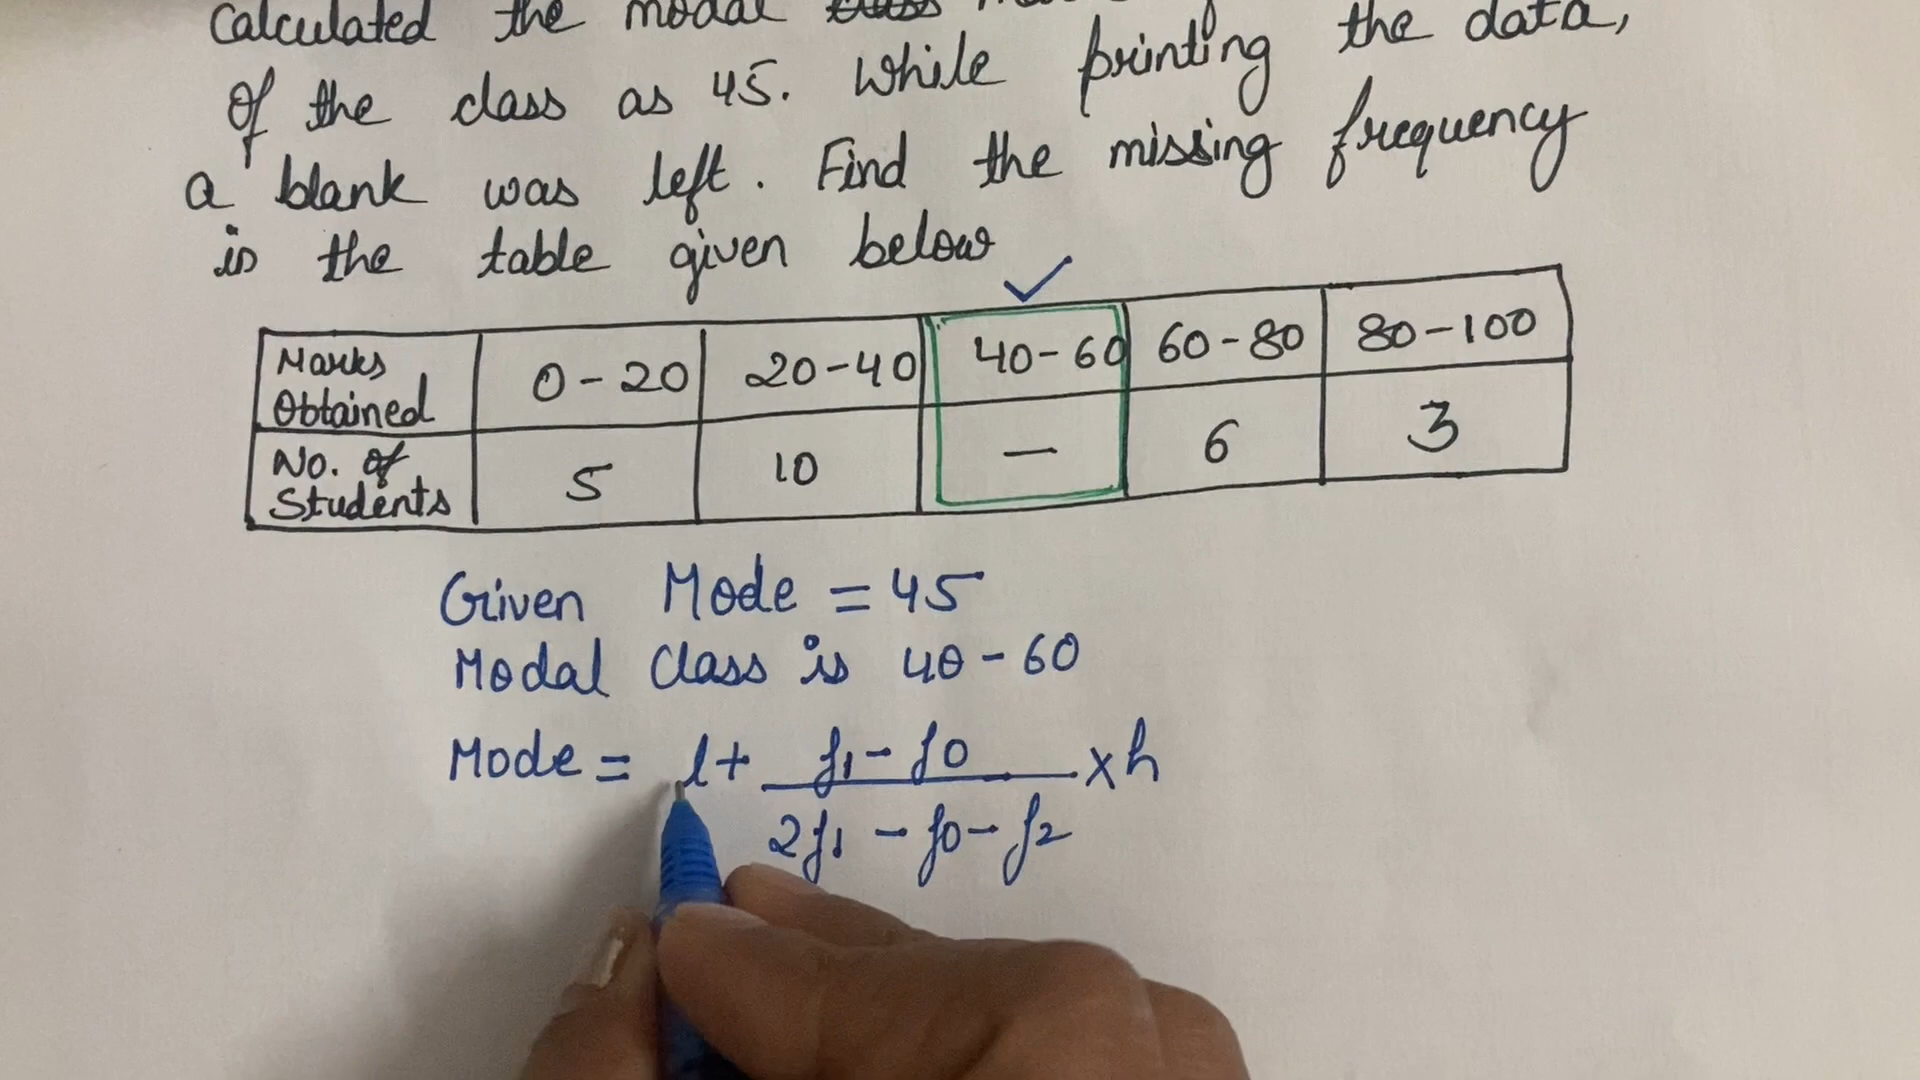 Calculated the modal
of the class as 45. While printing the data,
a blank was left. Find the missing frequency
is the table given below
Marks Obtained 0-20 20-40 40-60 60-80 80-100
No. of Students 5 10 — 6 3
Given Mode = 45
Modal Class is 40-60
Mode = l + f1 - f0 x h
2f1 - f0 - f2